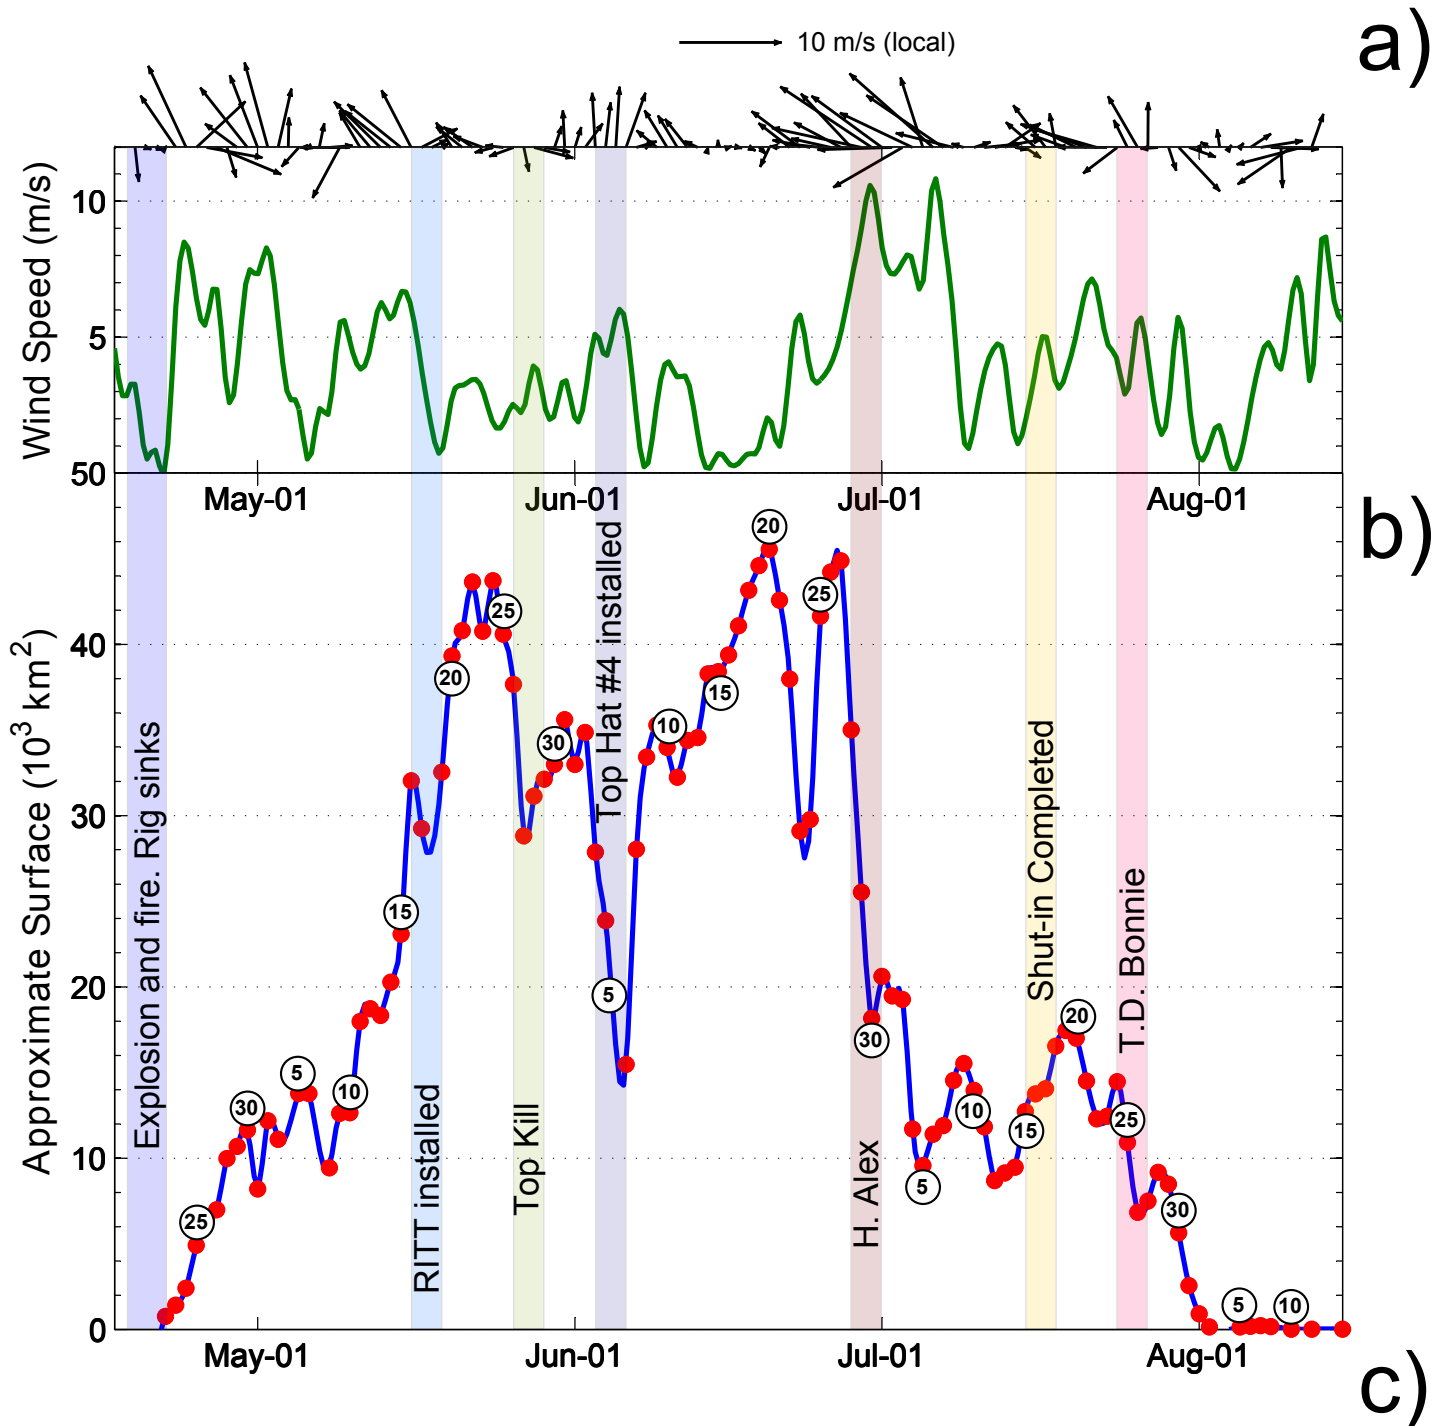 a)
10 m/s (local)
Wind Speed (m/s)
10
5
50
May-01
Jun-01
Jul-01
Aug-01
b)
Approximate Surface (10³ km²)
40
30
20
10
0
Explosion and fire. Rig sinks
RITT installed
Top Kill
Top Hat #4 installed
H. Alex
Shut-in Completed
T.D. Bonnie
25
30
5
10
15
20
25
30
5
10
15
20
25
30
5
10
15
20
25
30
5
10
May-01
Jun-01
Jul-01
Aug-01
c)